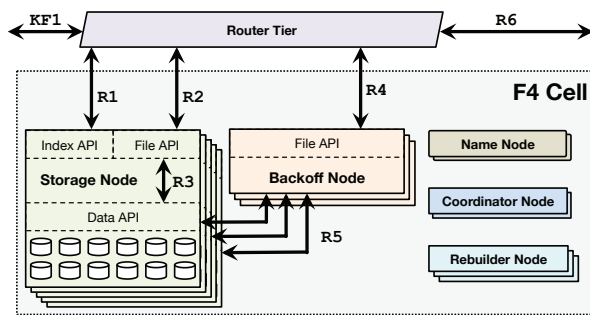 KF1
Router Tier
R6
R1
R2
R4
F4 Cell
Index API
File API
File API
Name Node
Storage Node
R3
Backoff Node
Data API
Coordinator Node
R5
Rebuilder Node